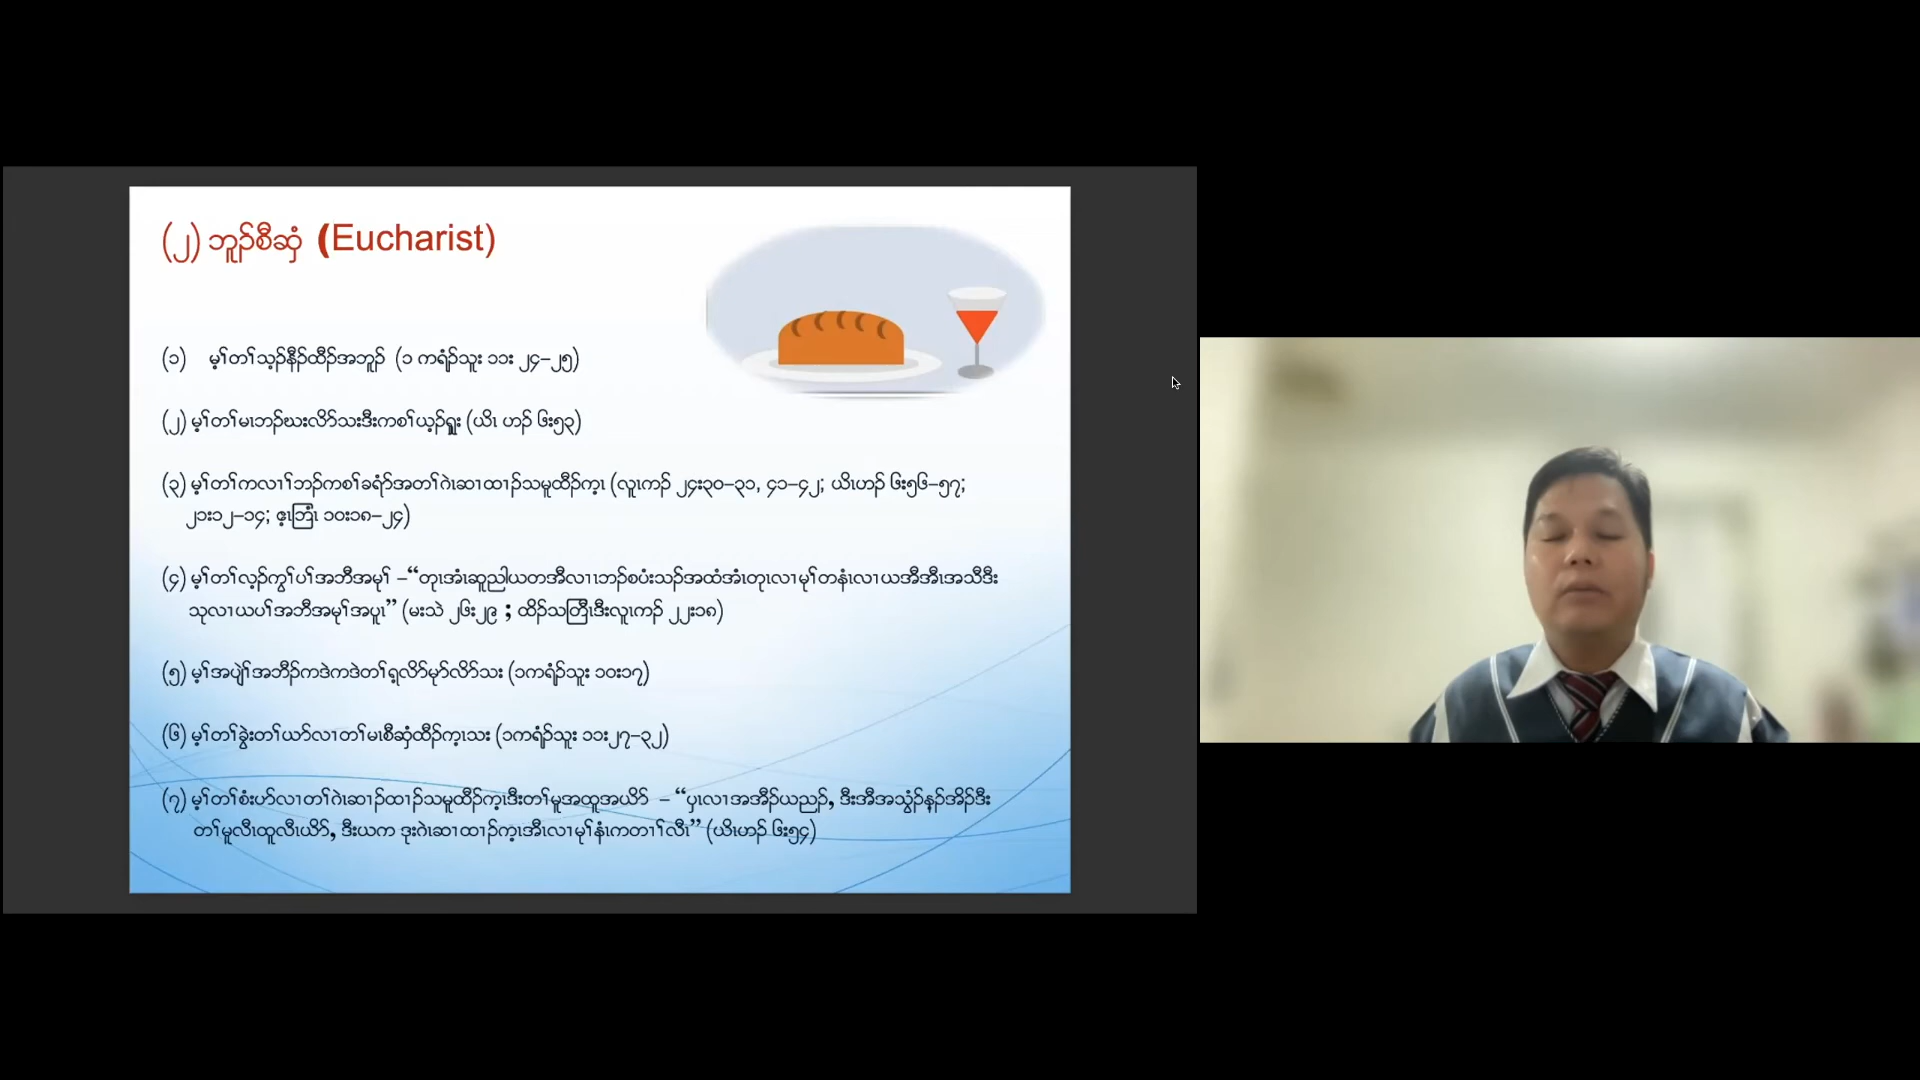 (၂) ဘူၣ်စီဆှံ (Eucharist)
(၁) မ့ၢ်တၢ်သ့ၣ်နီၣ်ထီၣ်အဘူၣ် (၁ ကရံၣ်သူး ၁၁း ၂၄–၂၅)
(၂) မ့ၢ်တၢ်မၤဘၣ်ဃးလိာ်သးဒီးကစၢ်ယ့ၣ်ရှူး (ယိၤ ဟၣ် ၆း၅၃)
(၃) မ့ၢ်တၢ်ကလၢၢ်ဘၣ်ကစၢ်ခရံာ်အတၢ်ဂဲၤဆၢထၢၣ်သမူထီၣ်က့ၤ (လူၤကၣ် ၂၄း၃၀–၃၁, ၄၁–၄၂; ယိၤဟၣ် ၆း၅၆–၅၇;
၂၁း၁၂–၁၄; ဧ့ၤဘြံၤ ၁၀း၁၈–၂၄)
(၄) မ့ၢ်တၢ်လ့ၣ်ကွၢ်ပၢ်အဘီအမုၢ် –“တုၤအံၤဆူညါယတအီလၢၤဘၣ်စပံးသၣ်အထံအံၤတုၤလၢမုၢ်တနံၤလၢယအီအီၤအသီဒီး
သုလၢယပၢ်အဘီအမုၢ်အပူၤ” (မးသဲ ၂၆း၂၉ ; ထိၣ်သတြီၤဒီးလူၤကၣ် ၂၂း၁၈)
(၅) မ့ၢ်အပျဲၢ်အဘီၣ်ကဒဲကဒဲတၢ်ရ့လိာ်မုာ်လိာ်သး (၁ကရံၣ်သူး ၁၀း၁၇)
(၆) မ့ၢ်တၢ်ခွဲးတၢ်ယာ်လၢတၢ်မၤစီဆှံထီၣ်က့ၤသး (၁ကရံၣ်သူး ၁၁း၂၇–၃၂)
(၇) မ့ၢ်တၢ်စံးဟ်လၢတၢ်ဂဲၤဆၢၣ်ထၢၣ်သမူထီၣ်က့ၤဒီးတၢ်မူအထူအယိာ် – “ပှၤလၢအအီၣ်ယညၣ်, ဒီးအီအသွံၣ်န့ၣ်အိၣ်ဒီး
တၢ်မူလီၤထူလီၤယိာ်, ဒီးယက ဒုးဂဲၤဆၢထၢၣ်က့ၤအီၤလၢမုၢ်နံၤကတၢၢ်လီၤ” (ယိၤဟၣ် ၆း၅၄)